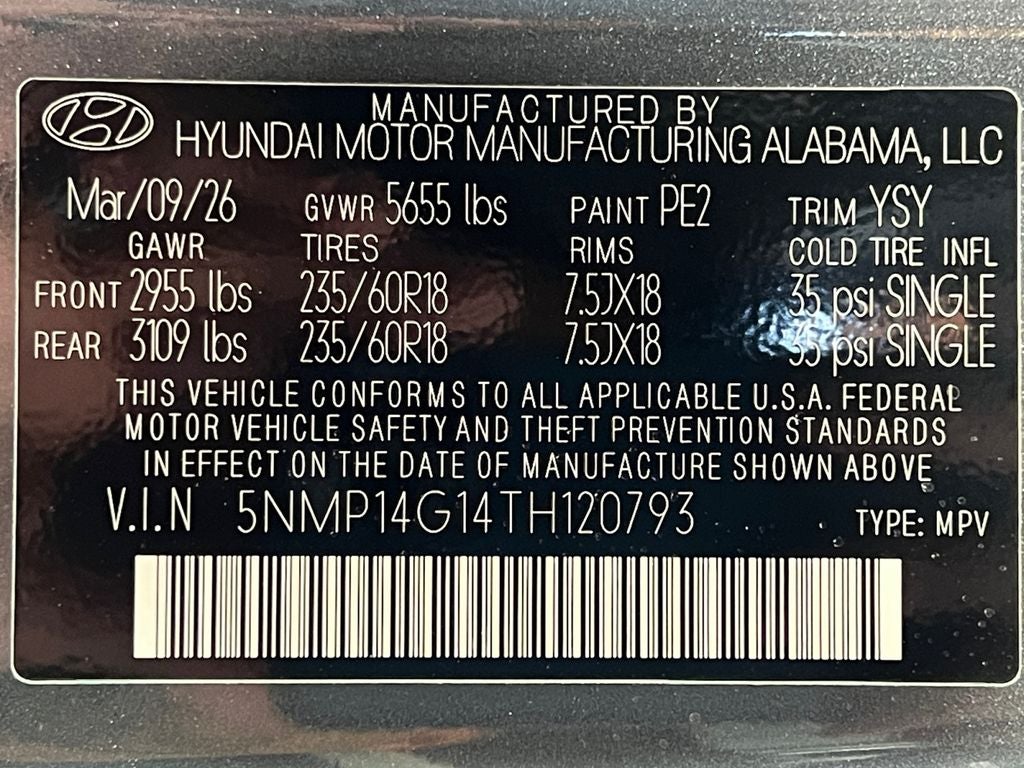 MANUFACTURED BY
HYUNDAI MOTOR MANUFACTURING ALABAMA, LLC
Mar/09/26 GVWR 5655 lbs PAINT PE2 TRIM YSY
GAWR TIRES RIMS COLD TIRE INFL
FRONT 2955 lbs 235/60R18 7.5JX18 35 psi SINGLE
REAR 3109 lbs 235/60R18 7.5JX18 35 psi SINGLE
THIS VEHICLE CONFORMS TO ALL APPLICABLE U.S.A. FEDERAL
MOTOR VEHICLE SAFETY AND THEFT PREVENTION STANDARDS
IN EFFECT ON THE DATE OF MANUFACTURE SHOWN ABOVE
V.I.N 5NMP14G14TH120793 TYPE: MPV